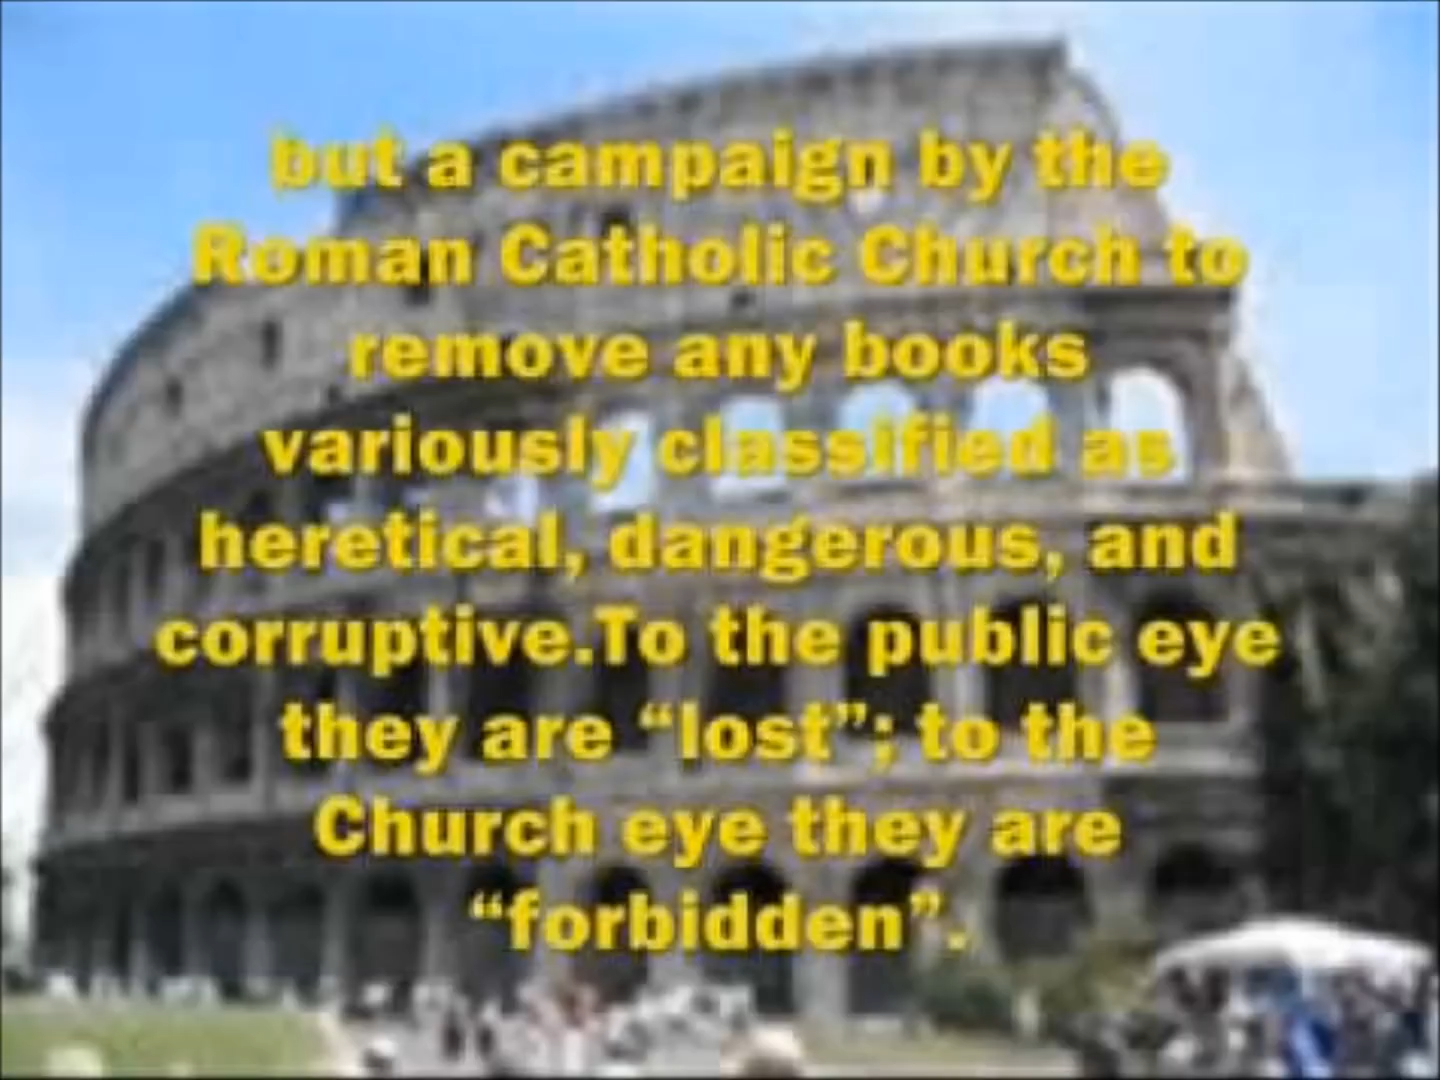 but a campaign by the
Roman Catholic Church to
remove any books
variously classified as
heretical, dangerous, and
corruptive.To the public eye
they are “lost”; to the
Church eye they are
“forbidden”.